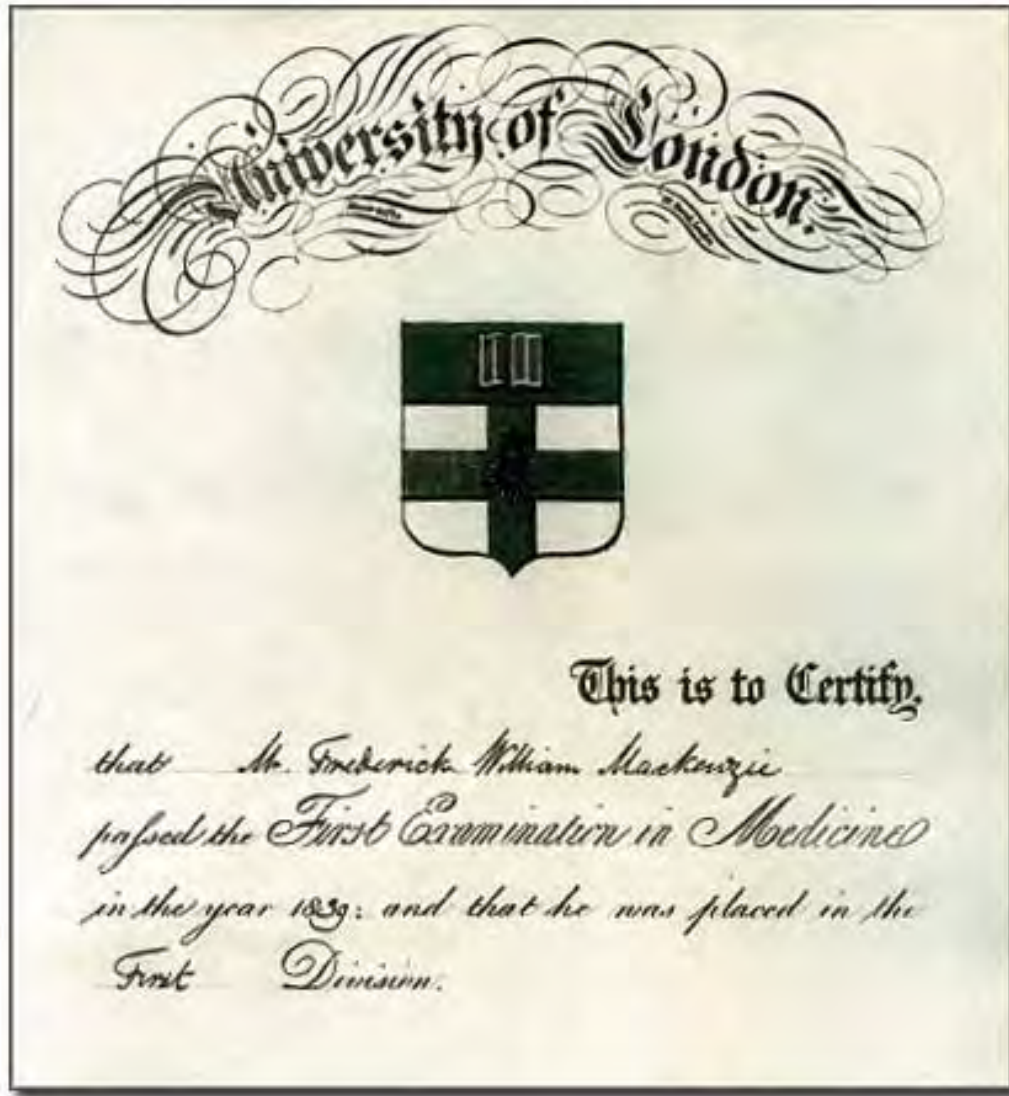 University of London.
This is to Certify.
that Mr. Frederick William Mackenzie
paſsed the First Examination in Medicine
in the year 1839: and that he was placed in the
First Division.